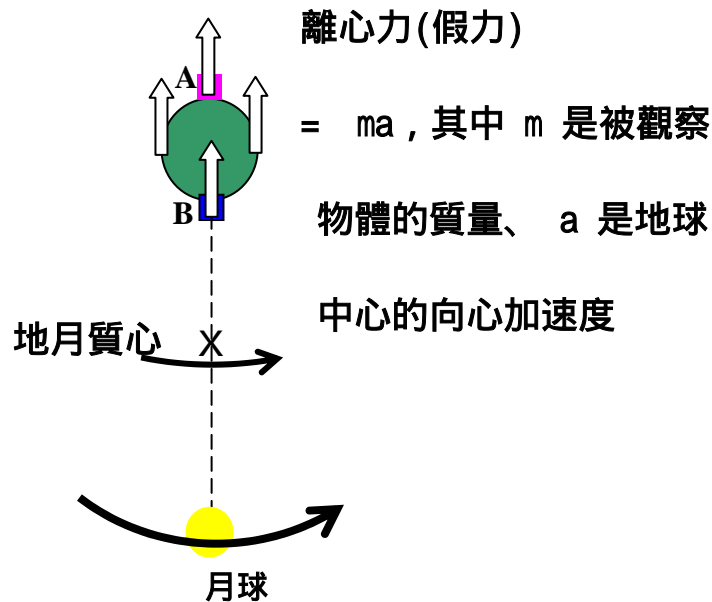 離心力(假力)
A
= ma , 其中 m 是被觀察
物體的質量、 a 是地球
B
中心的向心加速度
地月質心 X
月球